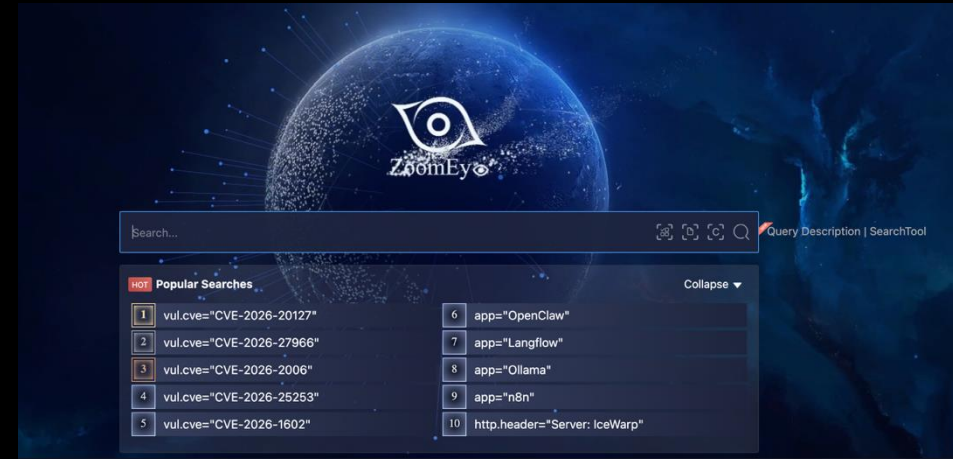 ZoomEye
Search...
Query Description | SearchTool
HOT Popular Searches
Collapse
1 vul.cve="CVE-2026-20127"
2 vul.cve="CVE-2026-27966"
3 vul.cve="CVE-2026-2006"
4 vul.cve="CVE-2026-25253"
5 vul.cve="CVE-2026-1602"
6 app="OpenClaw"
7 app="Langflow"
8 app="Ollama"
9 app="n8n"
10 http.header="Server: IceWarp"